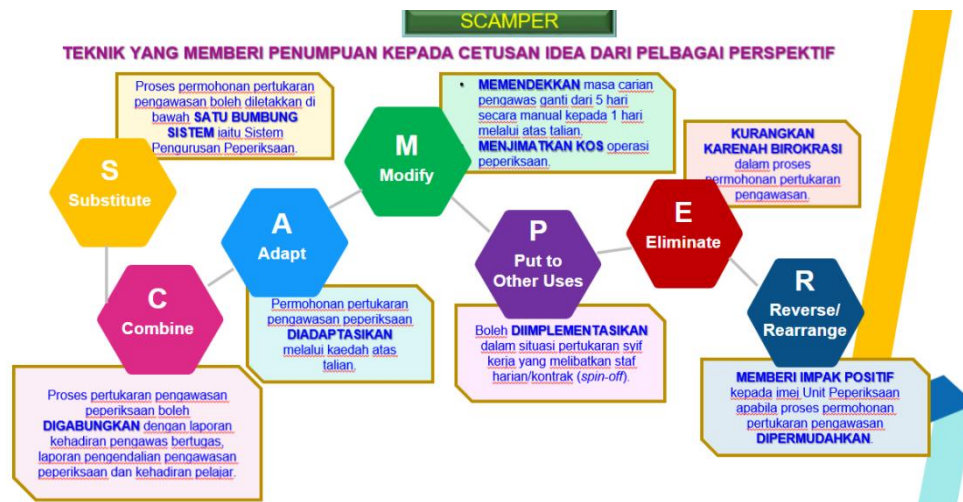 SCAMPER
TEKNIK YANG MEMBERI PENUMPUAN KEPADA CETUSAN IDEA DARI PELBAGAI PERSPEKTIF
S
Substitute
Proses permohonan pertukaran
pengawasan boleh diletakkan di
bawah SATU BUMBUNG
SISTEM iaitu Sistem
Pengurusan Peperiksaan.
C
Combine
Proses pertukaran pengawasan
peperiksaan boleh
DIGABUNGKAN dengan laporan
kehadiran pengawas bertugas,
laporan pengendalian pengawasan
peperiksaan dan kehadiran pelajar.
A
Adapt
Permohonan pertukaran
pengawasan peperiksaan
DIADAPTASIKAN
melalui kaedah atas
talian.
M
Modify
• MEMENDEKKAN masa carian
pengawas ganti dari 5 hari
secara manual kepada 1 hari
melalui atas talian.
MENJIMATKAN KOS operasi
peperiksaan.
P
Put to
Other Uses
Boleh DIIMPLEMENTASIKAN
dalam situasi pertukaran syif
kerja yang melibatkan staf
harian/kontrak (spin-off).
E
Eliminate
KURANGKAN
KARENAH BIROKRASI
dalam proses
permohonan pertukaran
pengawasan.
R
Reverse/
Rearrange
MEMBERI IMPAK POSITIF
kepada imej Unit Peperiksaan
apabila proses permohonan
pertukaran pengawasan
DIPERMUDAHKAN.